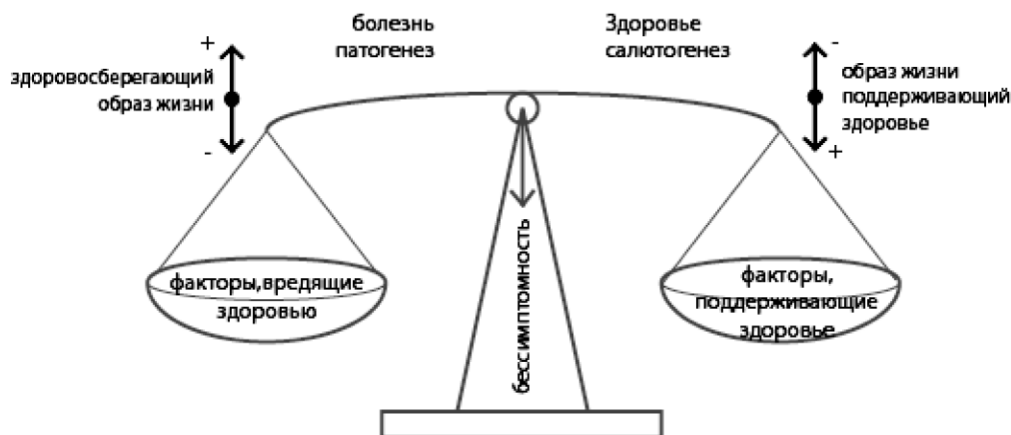 болезнь
патогенез
Здоровье
салютогенез
+
здоровосберегающий
образ жизни
-
-
образ жизни
поддерживающий
здоровье
+
бессимптомность
факторы,вредящие
здоровью
факторы,
поддерживающие
здоровье